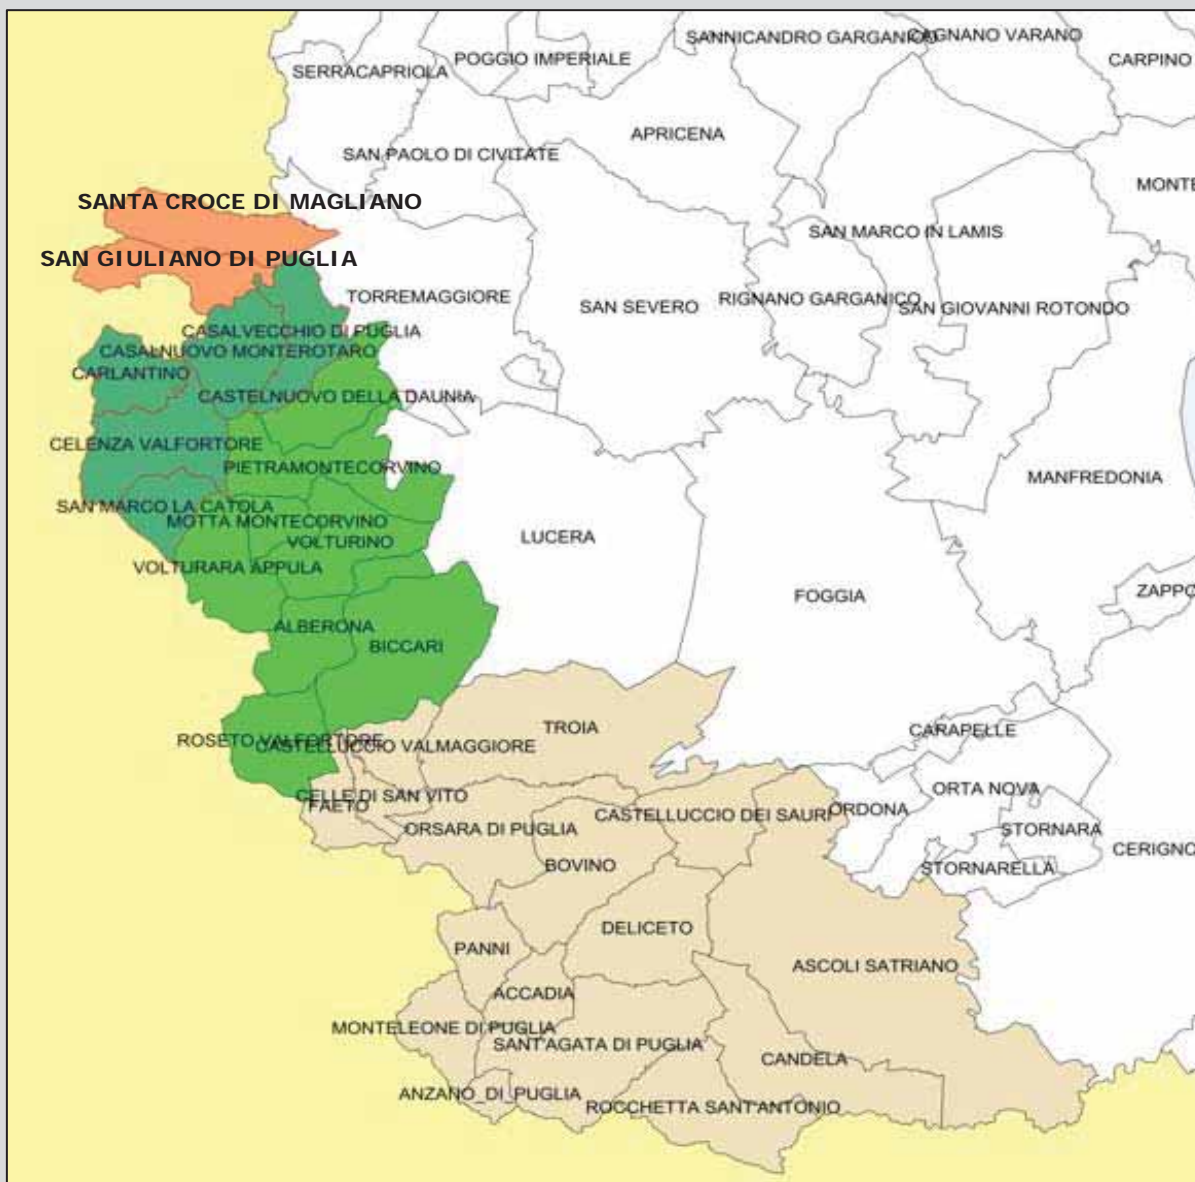 SANNICANDRO GARGANICO
CAGNANO VARANO
POGGIO IMPERIALE
CARPINO
SERRACAPRIOLA
APRICENA
SAN PAOLO DI CIVITATE
MONTE
SANTA CROCE DI MAGLIANO
SAN MARCO IN LAMIS
SAN GIULIANO DI PUGLIA
TORREMAGGIORE
SAN SEVERO
RIGNANO GARGANICO
SAN GIOVANNI ROTONDO
CASALVECCHIO DI PUGLIA
CASALNUOVO MONTEROTARO
CARLANTINO
CASTELNUOVO DELLA DAUNIA
CELENZA VALFORTORE
PIETRAMONTECORVINO
MANFREDONIA
SAN MARCO LA CATOLA
MOTTA MONTECORVINO
VOLTURINO
LUCERA
VOLTURARA APPULA
FOGGIA
ZAPPO
ALBERONA
BICCARI
TROIA
CARAPELLE
ROSETO VALFORTORE
CASTELLUCCIO VALMAGGIORE
CELLE DI SAN VITO
FAETO
ORTA NOVA
CASTELLUCCIO DEI SAURI
ORDONA
ORSARA DI PUGLIA
STORNARA
CERIGNO
BOVINO
STORNARELLA
DELICETO
PANNI
ASCOLI SATRIANO
ACCADIA
MONTELEONE DI PUGLIA
SANT'AGATA DI PUGLIA
CANDELA
ANZANO_DI_PUGLIA
ROCCHETTA SANT'ANTONIO